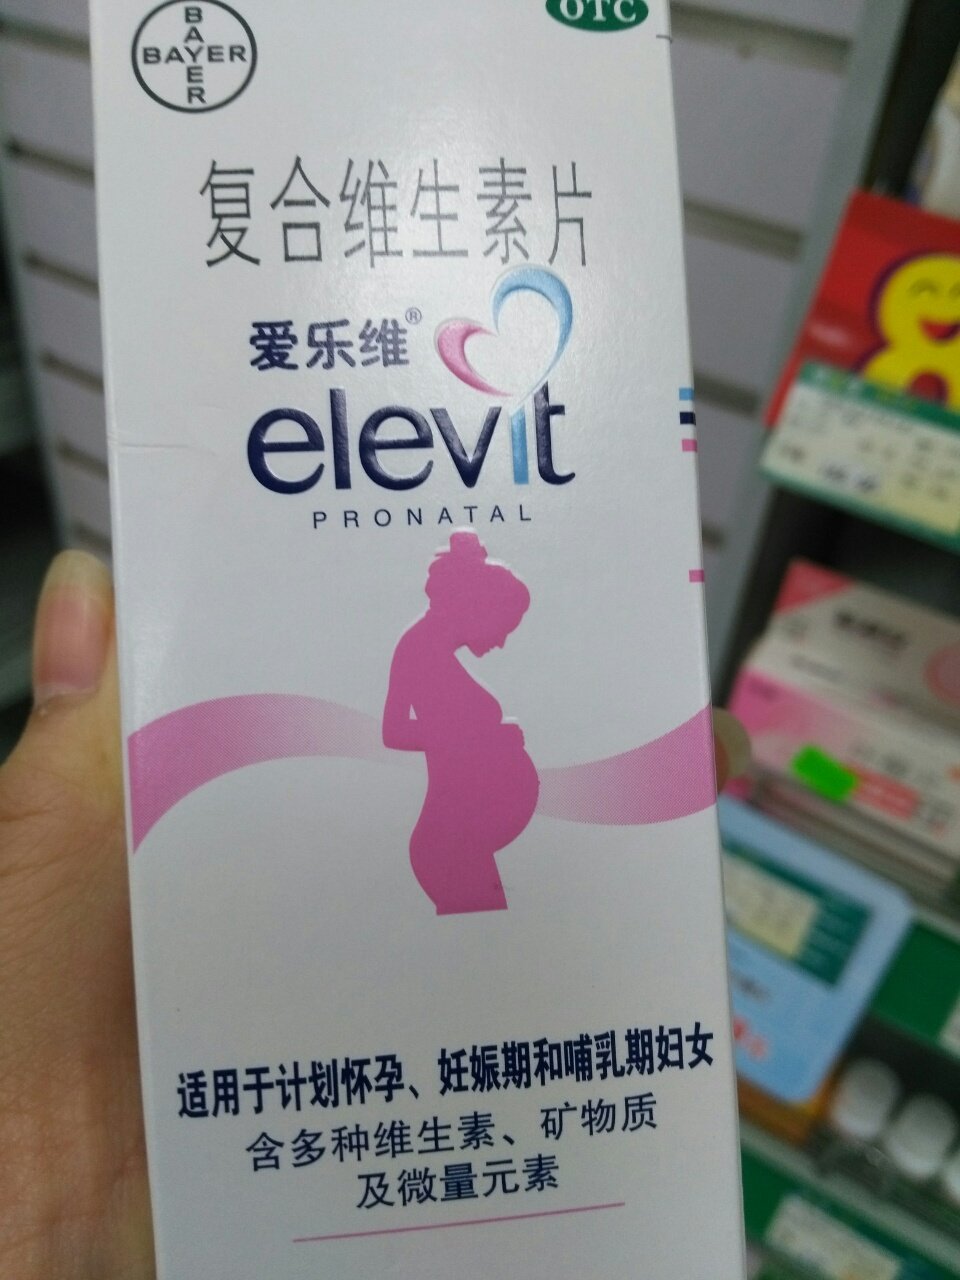 BAYER
BAYER
OTC
复合维生素片
爱乐维®
elevit
PRONATAL
适用于计划怀孕、妊娠期和哺乳期妇女
含多种维生素、矿物质
及微量元素